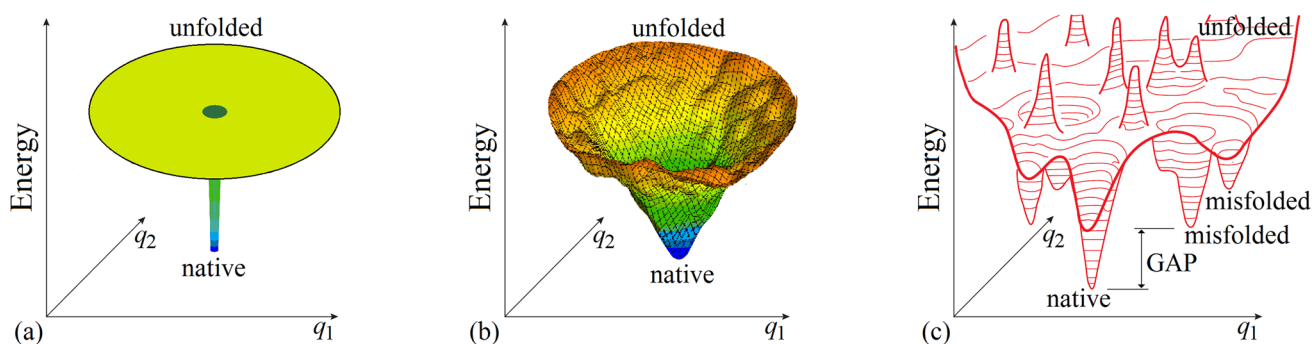 unfolded
Energy
q2
native
(a)
q1
unfolded
Energy
q2
native
(b)
q1
unfolded
Energy
misfolded
misfolded
q2
GAP
native
(c)
q1